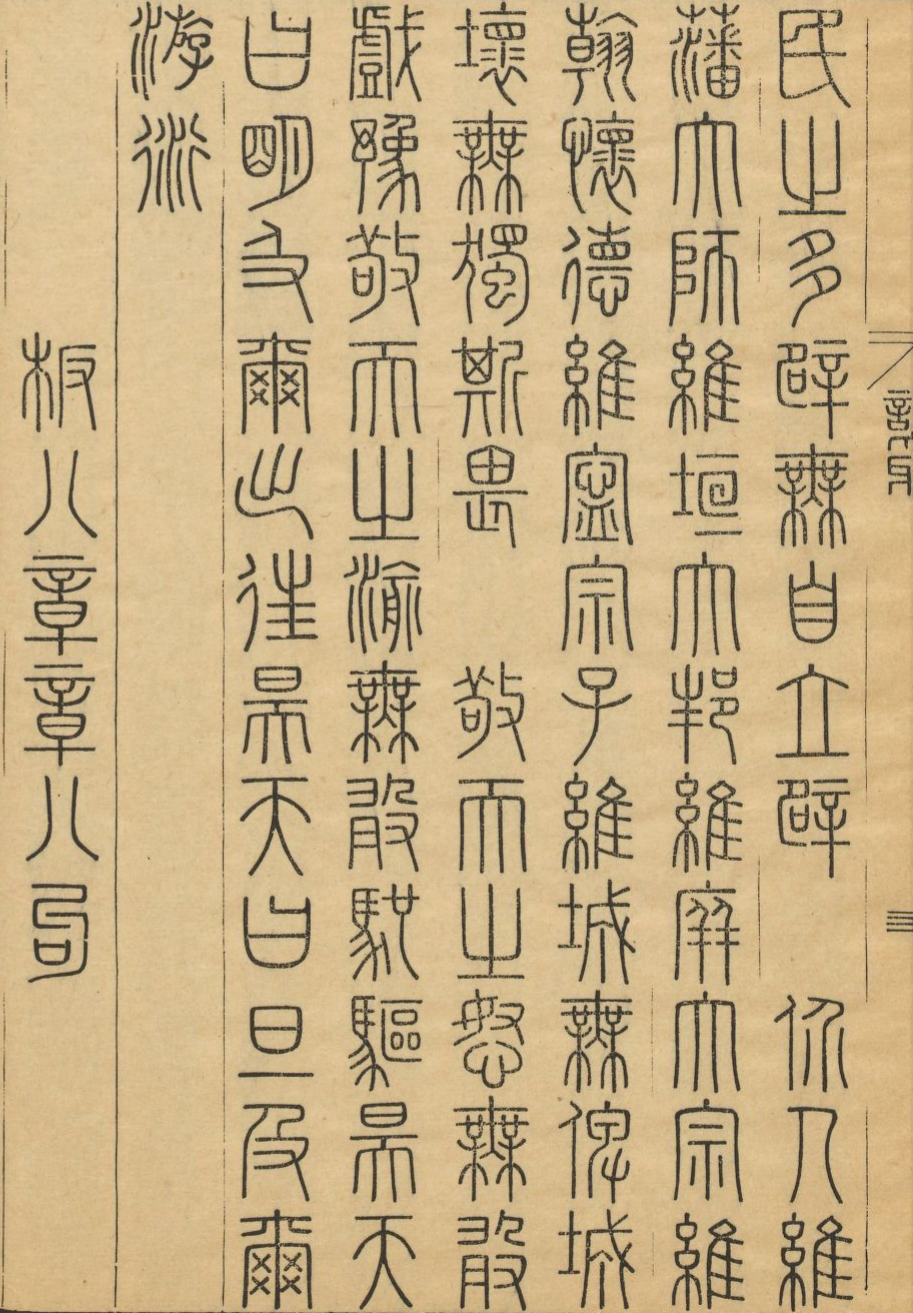 民之多辟無自立辟　价人維
藩大師維垣大邦維屏大宗維
翰懷德維寧宗子維城無俾城
壞無獨斯畏　敬天之怒無敢
戲豫敬天之渝無敢馳驅昊天
曰明及爾出往昊天曰旦及爾
游衍
板八章章八句